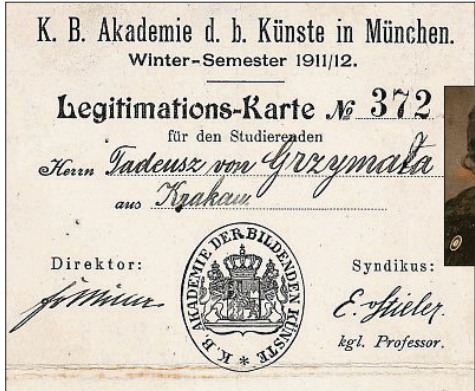 K. B. Akademie d. b. Künste in München.
Winter-Semester 1911/12.
Legitimations-Karte № 372
für den Studierenden
Herrn Tadeusz von Grzymała
aus Krakau
Direktor:
Syndikus:
K. B. AKADEMIE DER BILDENDEN KÜNSTE
E. v Stieler,
kgl. Professor.